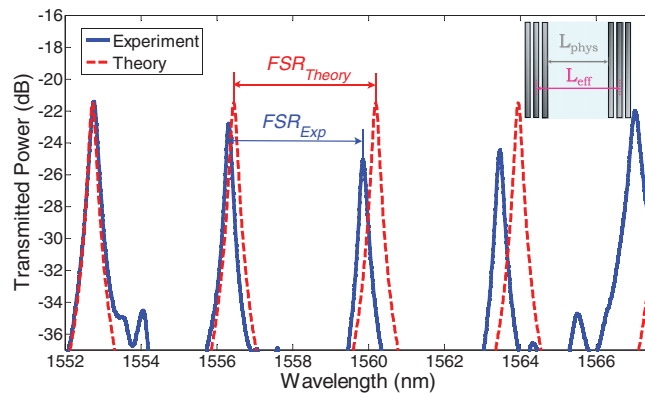 -16
-18
-20
-22
-24
-26
-28
-30
-32
-34
-36
Transmitted Power (dB)
Experiment
Theory
FSR_Theory
FSR_Exp
L_phys
L_eff
1552
1554
1556
1558
1560
1562
1564
1566
Wavelength (nm)